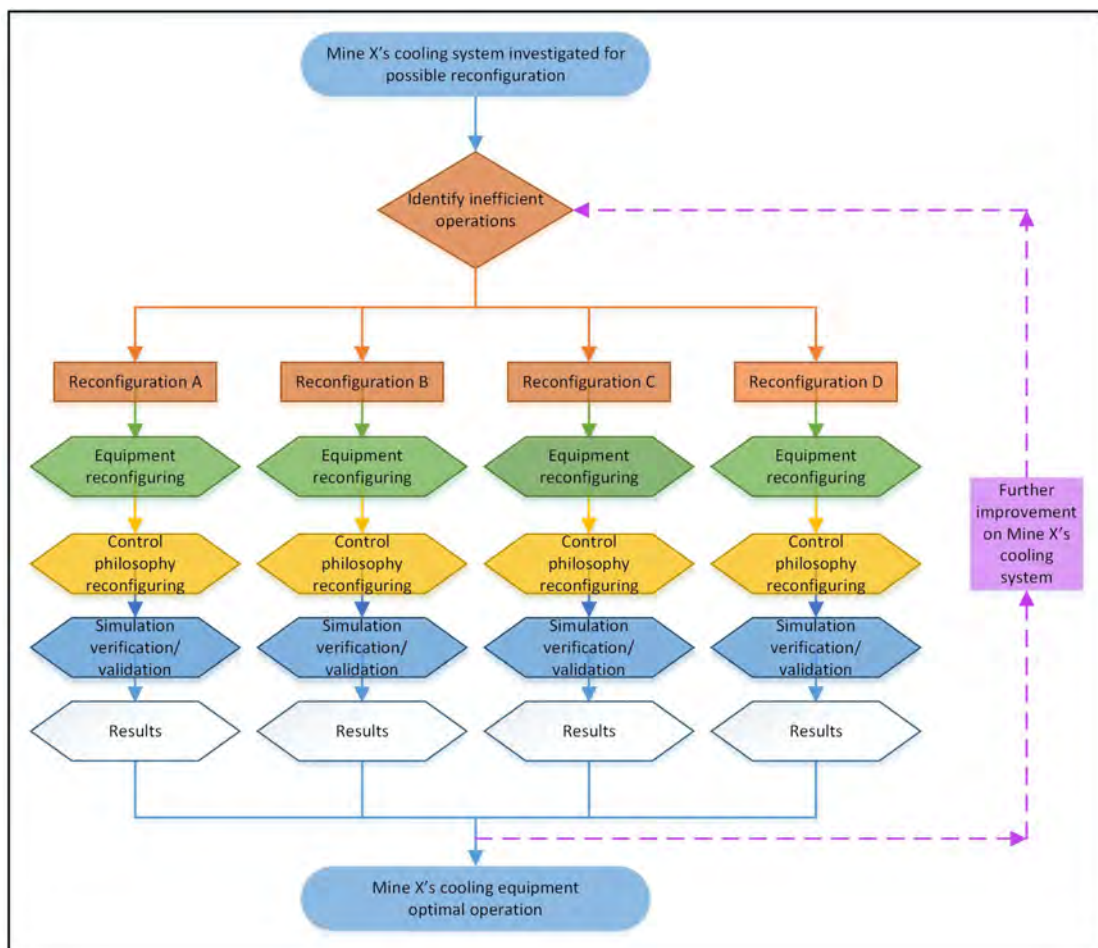 Mine X's cooling system investigated for
possible reconfiguration
Identify inefficient
operations
Reconfiguration A
Reconfiguration B
Reconfiguration C
Reconfiguration D
Equipment
reconfiguring
Equipment
reconfiguring
Equipment
reconfiguring
Equipment
reconfiguring
Further
improvement
on Mine X's
cooling
system
Control
philosophy
reconfiguring
Control
philosophy
reconfiguring
Control
philosophy
reconfiguring
Control
philosophy
reconfiguring
Simulation
verification/
validation
Simulation
verification/
validation
Simulation
verification/
validation
Simulation
verification/
validation
Results
Results
Results
Results
Mine X's cooling equipment
optimal operation